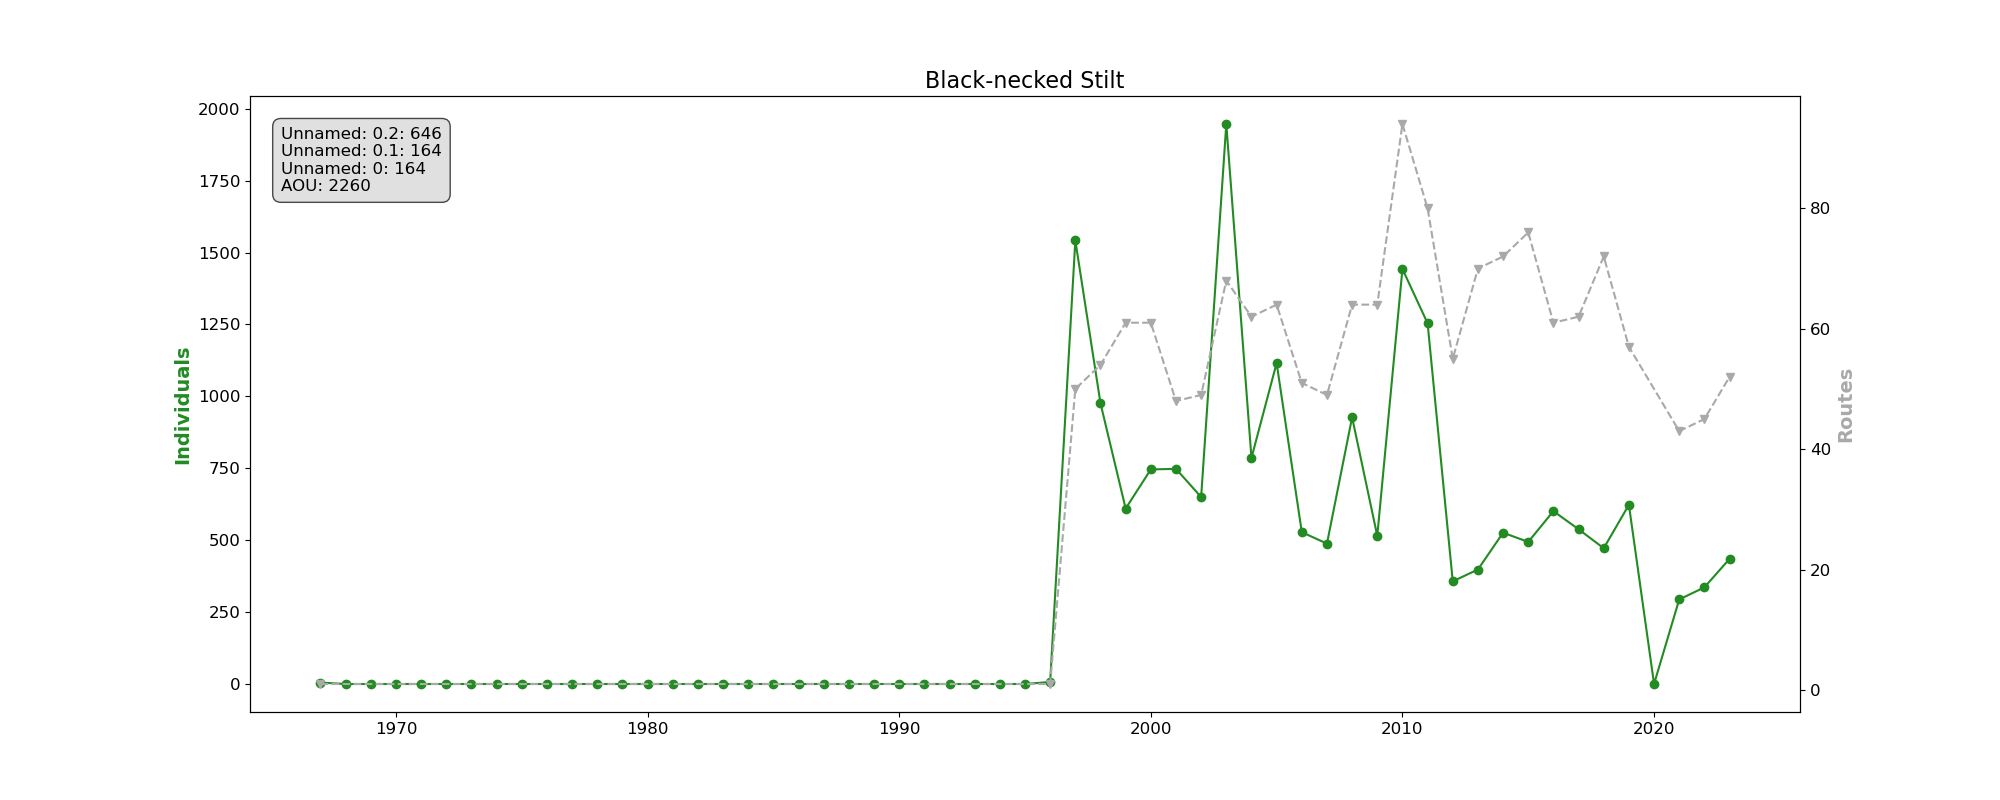 Black-necked Stilt
Unnamed: 0.2: 646
Unnamed: 0.1: 164
Unnamed: 0: 164
AOU: 2260
Individuals
2000
1750
1500
1250
1000
750
500
250
0
Routes
80
60
40
20
0
1970
1980
1990
2000
2010
2020